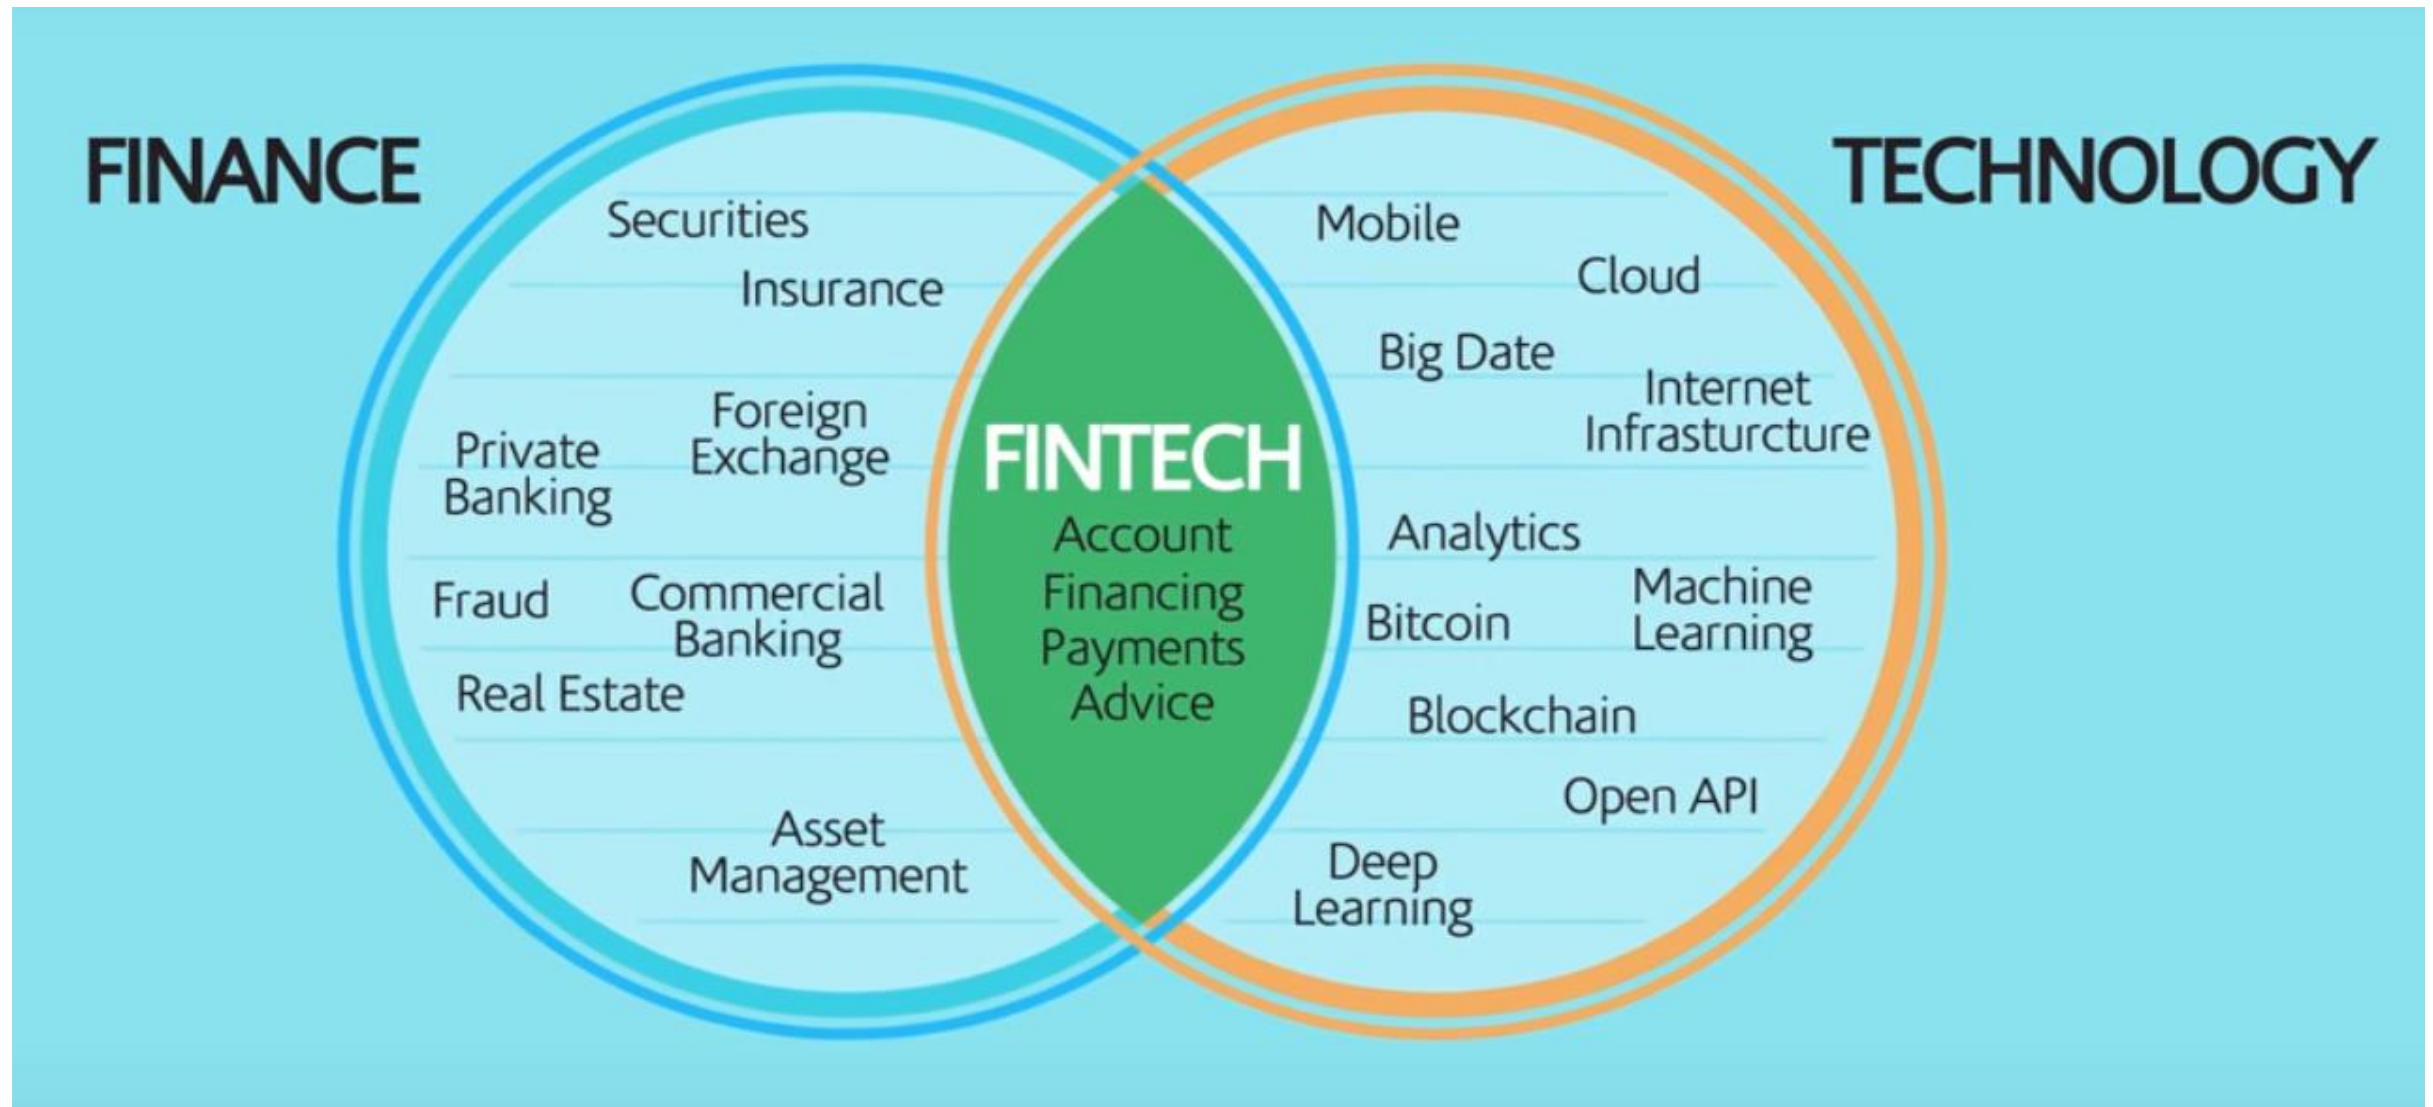 FINANCE
Securities
Insurance
Foreign
Exchange
Private
Banking
Fraud
Commercial
Banking
Real Estate
Asset
Management
FINTECH
Account
Financing
Payments
Advice
TECHNOLOGY
Mobile
Cloud
Big Date
Internet
Infrasturcture
Analytics
Machine
Learning
Bitcoin
Blockchain
Open API
Deep
Learning